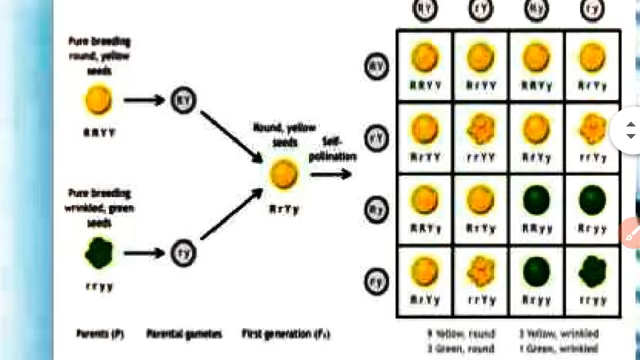 RY rY Ry ry
Pure breeding
round, yellow
seeds
RRYY
RY
Pure breeding
wrinkled, green
seeds
rryy
ry
Round, yellow
seeds
RrYy
Self-
pollination
RY
RRYY RrYY RRYy RrYy
rY
RrYY rrYY RrYy rrYy
Ry
RRYy RrYy RRyy Rryy
ry
RrYy rrYy Rryy rryy
Parents (P) Parental gametes First generation (F₁)
9 Yellow, round 3 Yellow, wrinkled
3 Green, round 1 Green, wrinkled